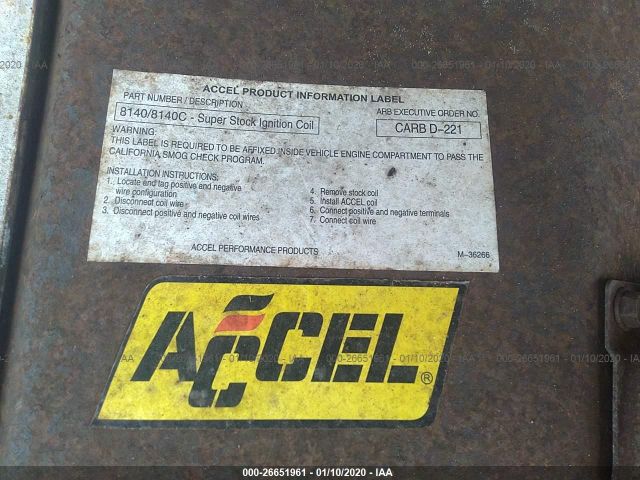 ACCEL PRODUCT INFORMATION LABEL
PART NUMBER / DESCRIPTION
ARB EXECUTIVE ORDER NO.
8140/8140C - Super Stock Ignition Coil
CARB D-221
WARNING:
THIS LABEL IS REQUIRED TO BE AFFIXED INSIDE VEHICLE ENGINE COMPARTMENT TO PASS THE
CALIFORNIA SMOG CHECK PROGRAM.
INSTALLATION INSTRUCTIONS:
1. Locate and tag positive and negative
wire configuration
2. Disconnect coil wire
3. Disconnect positive and negative coil wires
4. Remove stock coil
5. Install ACCEL coil
6. Connect positive and negative terminals
7. Connect coil wire
ACCEL PERFORMANCE PRODUCTS
M-36266
ACCEL®
000-26651961 - 01/10/2020 - IAA